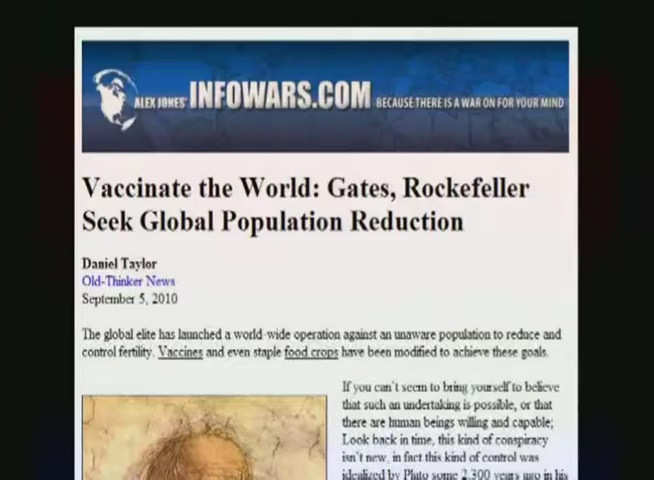 ALEX JONES' INFOWARS.COM BECAUSE THERE IS A WAR ON FOR YOUR MIND
Vaccinate the World: Gates, Rockefeller
Seek Global Population Reduction
Daniel Taylor
Old-Thinker News
September 5, 2010
The global elite has launched a world-wide operation against an unaware population to reduce and
control fertility. Vaccines and even staple food crops have been modified to achieve these goals.
If you can't seem to bring yourself to believe
that such an undertaking is possible, or that
there are human beings willing and capable;
Look back in time, this kind of conspiracy
isn't new, in fact this kind of control was
idealized by Plato some 2,300 years ago in his